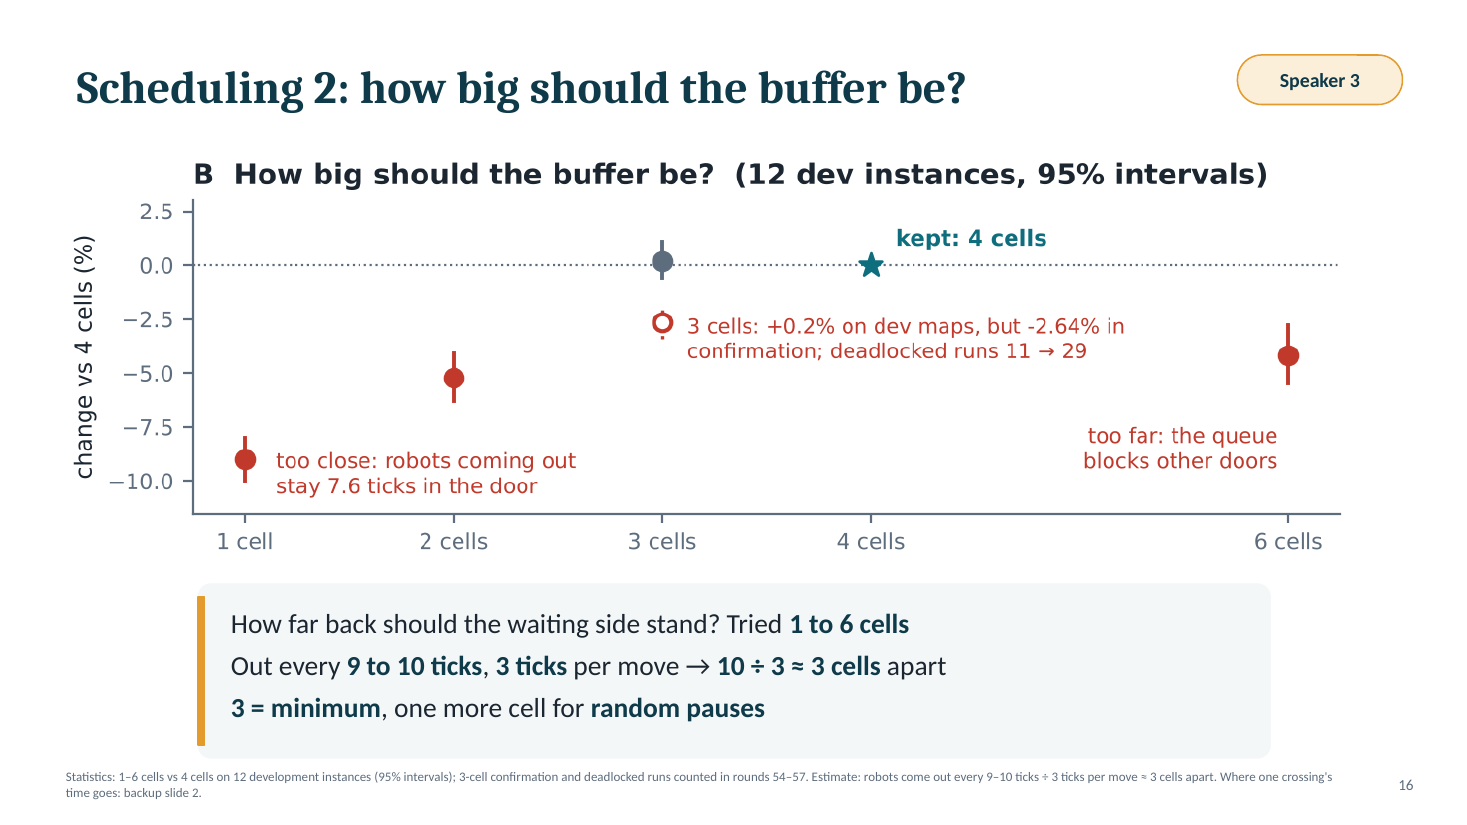 Scheduling 2: how big should the buffer be?
Speaker 3
B  How big should the buffer be?  (12 dev instances, 95% intervals)
change vs 4 cells (%)
2.5
0.0
−2.5
−5.0
−7.5
−10.0
kept: 4 cells
3 cells: +0.2% on dev maps, but -2.64% in
confirmation; deadlocked runs 11 → 29
too close: robots coming out
stay 7.6 ticks in the door
too far: the queue
blocks other doors
1 cell
2 cells
3 cells
4 cells
6 cells
How far back should the waiting side stand? Tried 1 to 6 cells
Out every 9 to 10 ticks, 3 ticks per move → 10 ÷ 3 ≈ 3 cells apart
3 = minimum, one more cell for random pauses
Statistics: 1–6 cells vs 4 cells on 12 development instances (95% intervals); 3-cell confirmation and deadlocked runs counted in rounds 54–57. Estimate: robots come out every 9–10 ticks ÷ 3 ticks per move ≈ 3 cells apart. Where one crossing's
time goes: backup slide 2.
16